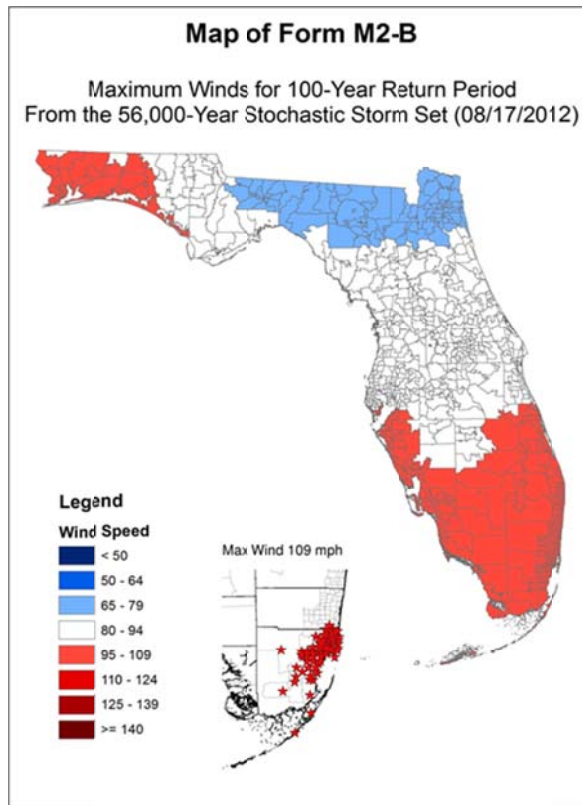 Map of Form M2-B
Maximum Winds for 100-Year Return Period
From the 56,000-Year Stochastic Storm Set (08/17/2012)
Legend
Wind Speed
< 50
50 - 64
65 - 79
80 - 94
95 - 109
110 - 124
125 - 139
>= 140
Max Wind 109 mph